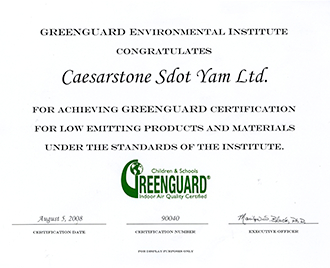 GREENGUARD ENVIRONMENTAL INSTITUTE
CONGRATULATES
Caesarstone Sdot Yam Ltd.
FOR ACHIEVING GREENGUARD CERTIFICATION
FOR LOW EMITTING PRODUCTS AND MATERIALS
UNDER THE STANDARDS OF THE INSTITUTE.
Children & Schools
GREENGUARD®
Indoor Air Quality Certified
August 5, 2008 90040
CERTIFICATION DATE CERTIFICATION NUMBER EXECUTIVE OFFICER
FOR DISPLAY PURPOSES ONLY